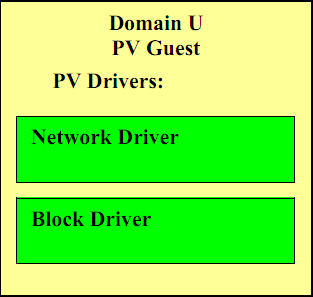 Domain U
PV Guest
PV Drivers:
Network Driver
Block Driver